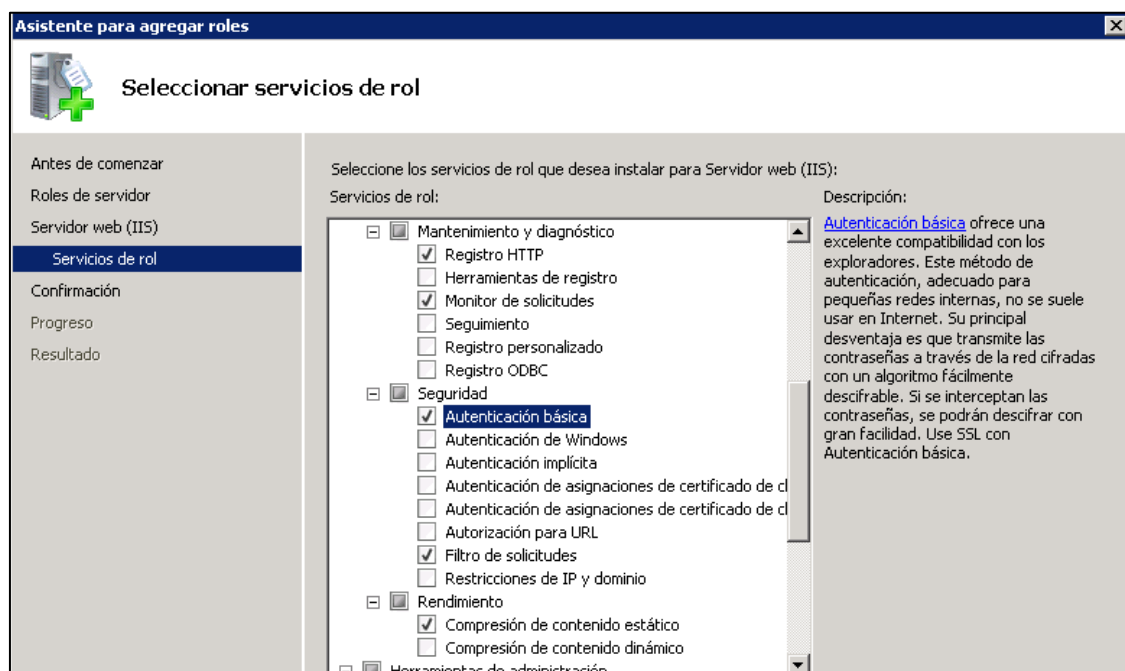 Asistente para agregar roles
Seleccionar servicios de rol
Antes de comenzar
Roles de servidor
Servidor web (IIS)
Servicios de rol
Confirmación
Progreso
Resultado
Seleccione los servicios de rol que desea instalar para Servidor web (IIS):
Servicios de rol:
Mantenimiento y diagnóstico
Registro HTTP
Herramientas de registro
Monitor de solicitudes
Seguimiento
Registro personalizado
Registro ODBC
Seguridad
Autenticación básica
Autenticación de Windows
Autenticación implícita
Autenticación de asignaciones de certificado de cl
Autenticación de asignaciones de certificado de cl
Autorización para URL
Filtro de solicitudes
Restricciones de IP y dominio
Rendimiento
Compresión de contenido estático
Compresión de contenido dinámico
Herramientas de administración
Descripción:
Autenticación básica ofrece una
excelente compatibilidad con los
exploradores. Este método de
autenticación, adecuado para
pequeñas redes internas, no se suele
usar en Internet. Su principal
desventaja es que transmite las
contraseñas a través de la red cifradas
con un algoritmo fácilmente
descifrable. Si se interceptan las
contraseñas, se podrán descifrar con
gran facilidad. Use SSL con
Autenticación básica.